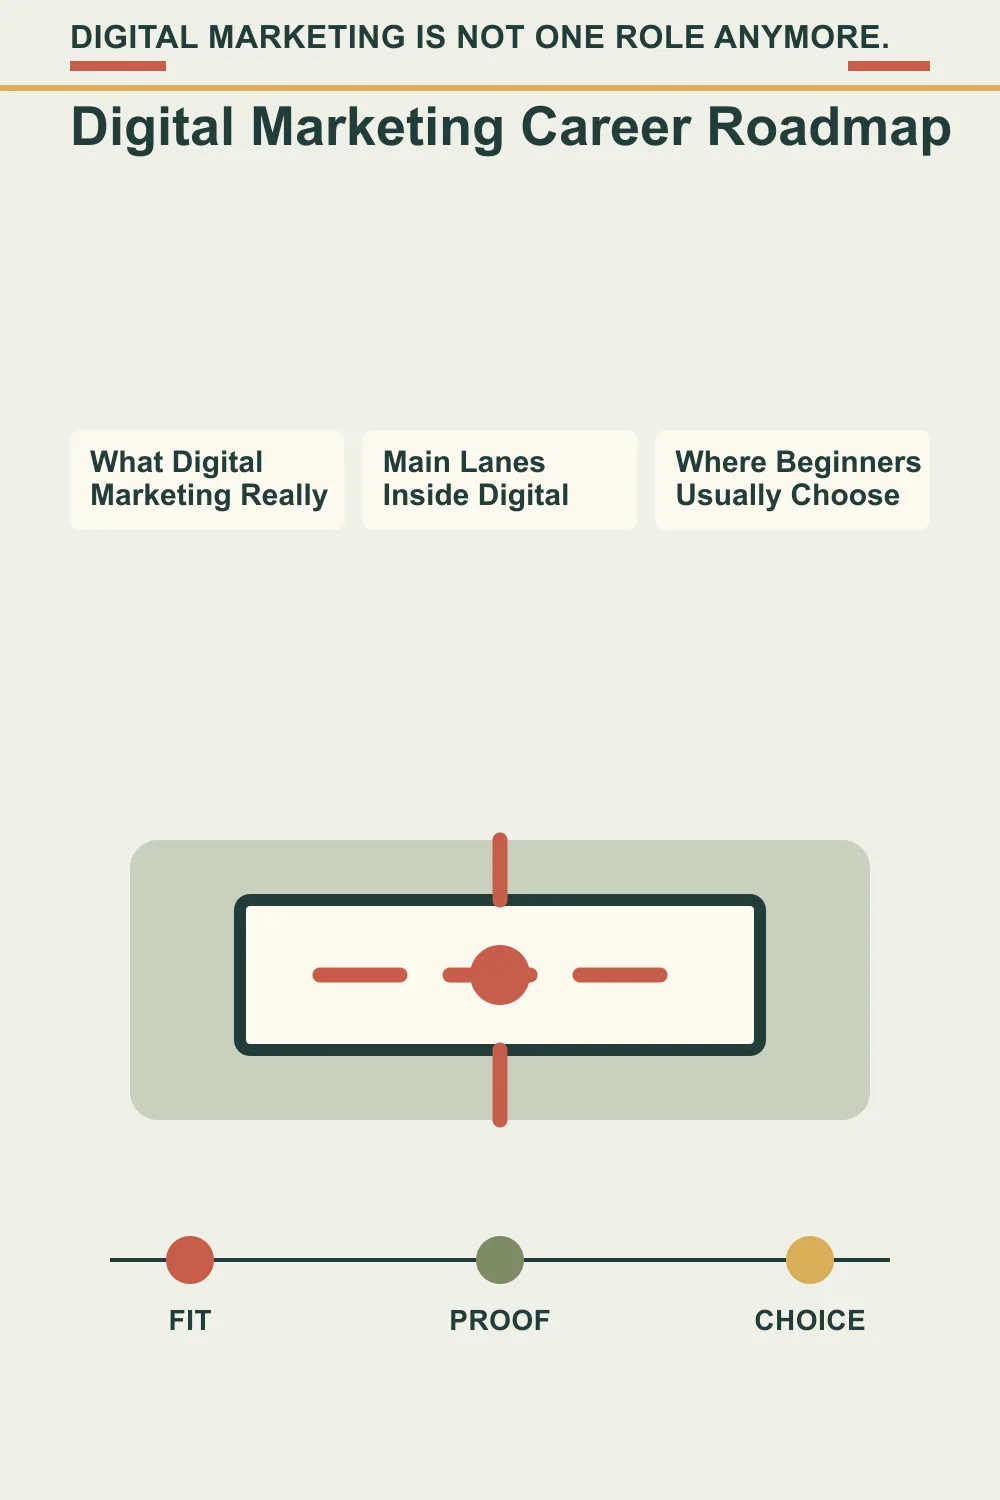 DIGITAL MARKETING IS NOT ONE ROLE ANYMORE.
Digital Marketing Career Roadmap
What Digital
Marketing Really
Main Lanes
Inside Digital
Where Beginners
Usually Choose
FIT
PROOF
CHOICE